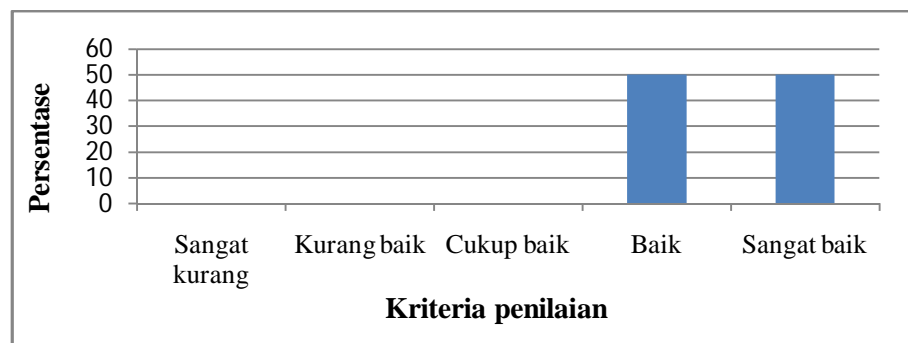 Persentase
60
50
40
30
20
10
0
Sangat kurang
Kurang baik
Cukup baik
Baik
Sangat baik
Kriteria penilaian